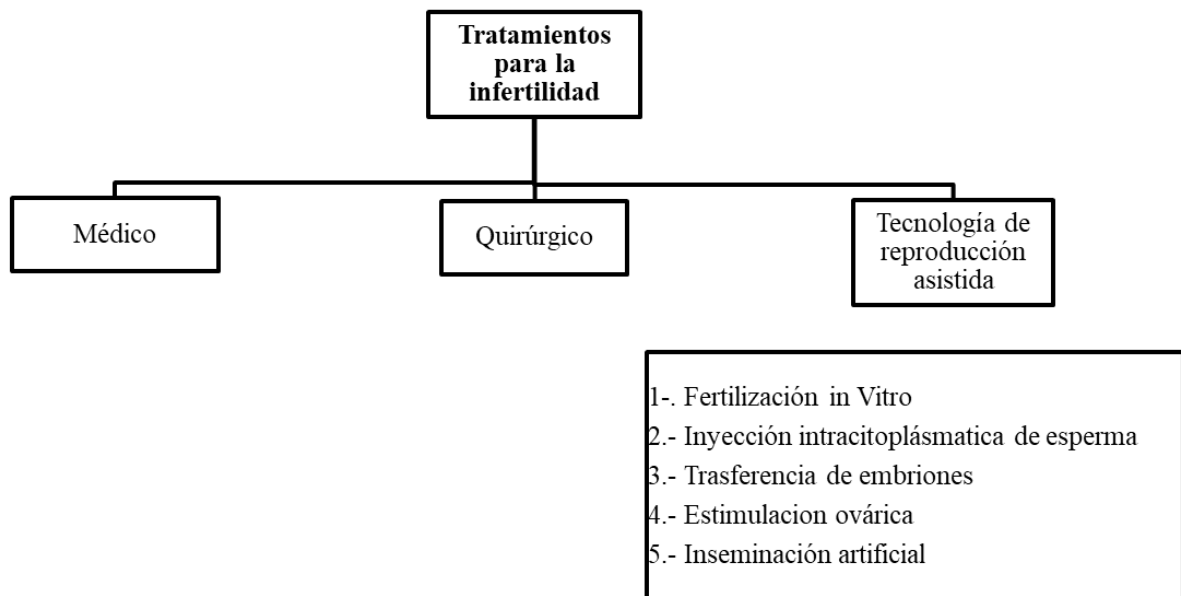 Tratamientos
para la
infertilidad
Médico
Quirúrgico
Tecnología de
reproducción
asistida
1-. Fertilización in Vitro
2.- Inyección intracitoplásmatica de esperma
3.- Trasferencia de embriones
4.- Estimulacion ovárica
5.- Inseminación artificial